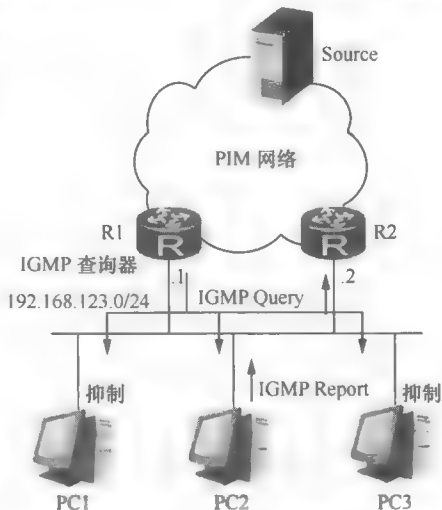 Source
PIM 网络
R1
R2
R
R
IGMP 查询器
.1
.2
192.168.123.0/24
IGMP Query
抑制
IGMP Report
抑制
PC1
PC2
PC3